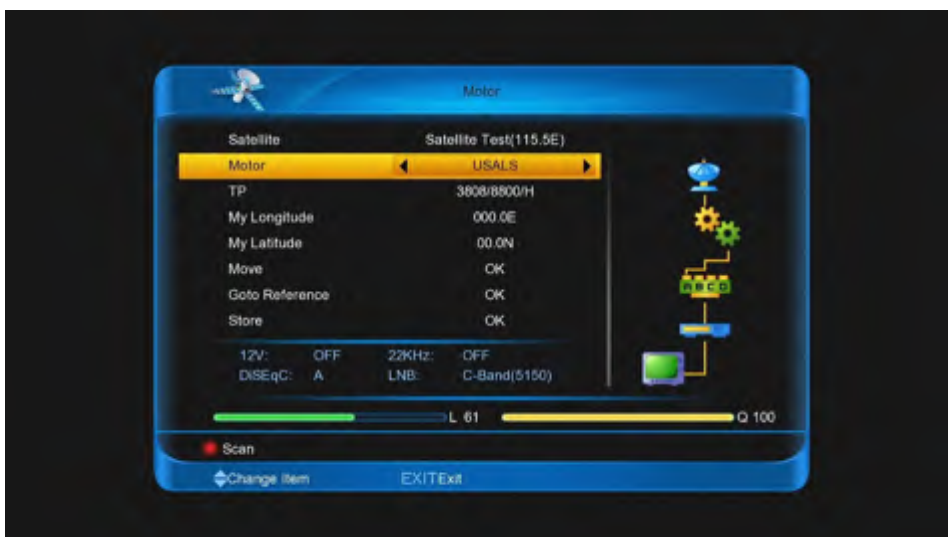 Motor
Satellite Satellite Test(115.5E)
Motor USALS
TP 3808/8800/H
My Longitude 000.0E
My Latitude 00.0N
Move OK
Goto Reference OK
Store OK
12V: OFF 22KHz: OFF
DiSEqC: A LNB: C-Band(5150)
ABCD
L 61 Q 100
Scan
Change item EXITExit